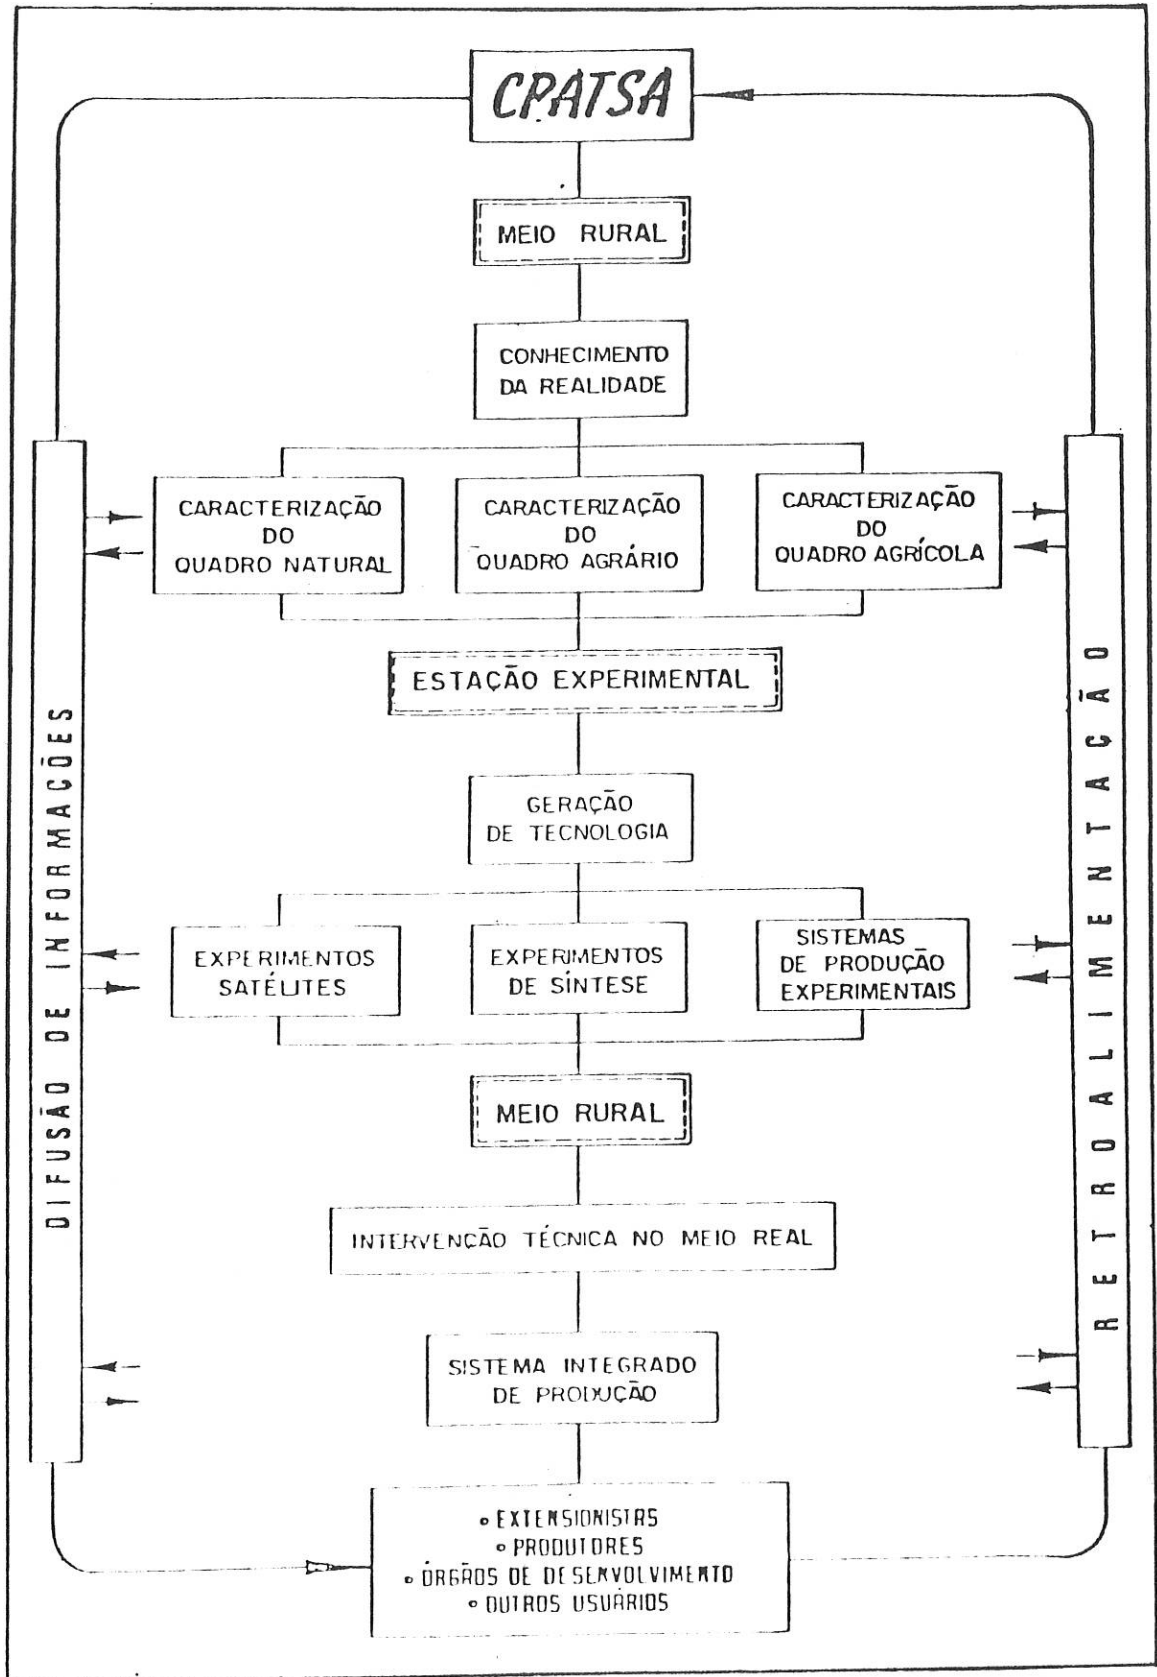 CPATSA
MEIO RURAL
CONHECIMENTO
DA REALIDADE
CARACTERIZAÇÃO
DO
QUADRO NATURAL
CARACTERIZAÇÃO
DO
QUADRO AGRÁRIO
CARACTERIZAÇÃO
DO
QUADRO AGRÍCOLA
ESTAÇÃO EXPERIMENTAL
GERAÇÃO
DE TECNOLOGIA
EXPERIMENTOS
SATÉLITES
EXPERIMENTOS
DE SÍNTESE
SISTEMAS
DE PRODUÇÃO
EXPERIMENTAIS
MEIO RURAL
INTERVENÇÃO TÉCNICA NO MEIO REAL
SISTEMA INTEGRADO
DE PRODUÇÃO
• EXTENSIONISTAS
• PRODUTORES
• ÓRGÃOS DE DESENVOLVIMENTO
• OUTROS USUÁRIOS
DIFUSÃO DE INFORMAÇÕES
RETROALIMENTAÇÃO